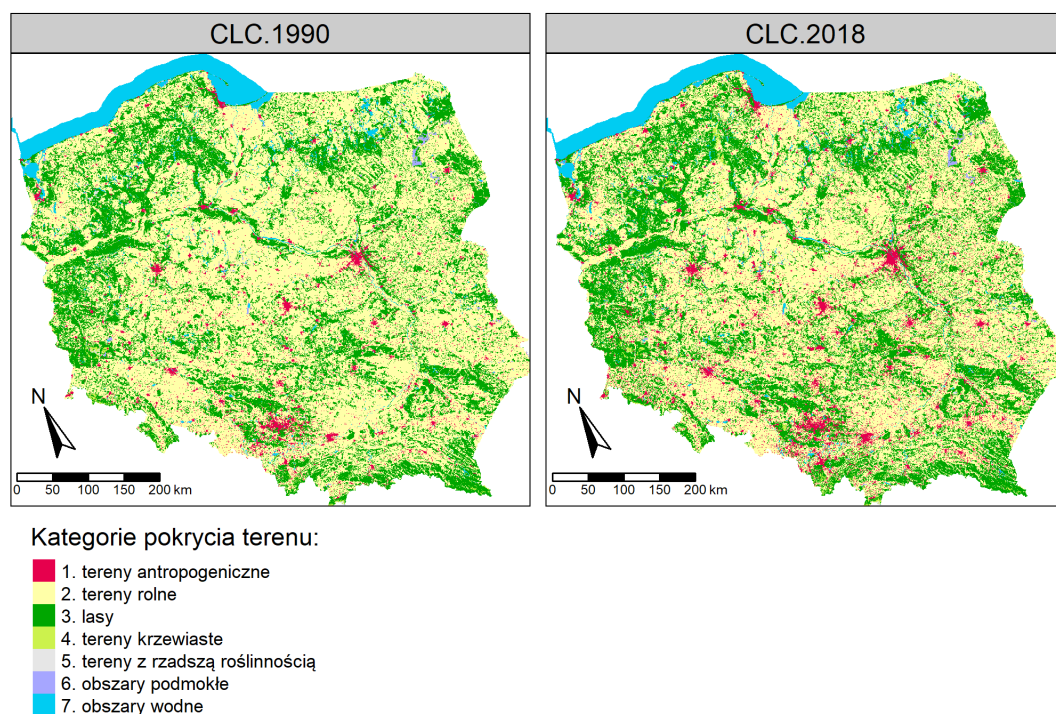 CLC.1990
CLC.2018
N
0 50 100 150 200 km
N
0 50 100 150 200 km
Kategorie pokrycia terenu:
1. tereny antropogeniczne
2. tereny rolne
3. lasy
4. tereny krzewiaste
5. tereny z rzadszą roślinnością
6. obszary podmokłe
7. obszary wodne